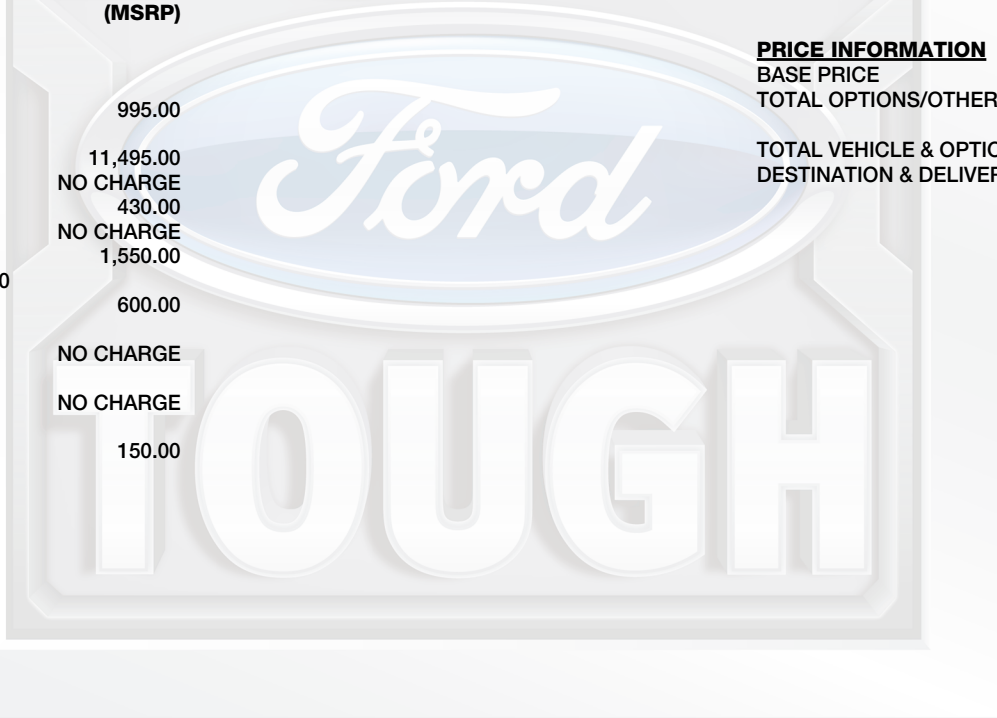 (MSRP)
995.00
11,495.00
NO CHARGE
430.00
NO CHARGE
1,550.00
0
600.00
NO CHARGE
NO CHARGE
150.00
PRICE INFORMATION
BASE PRICE
TOTAL OPTIONS/OTHER
TOTAL VEHICLE & OPTIO
DESTINATION & DELIVER
Ford
TOUGH